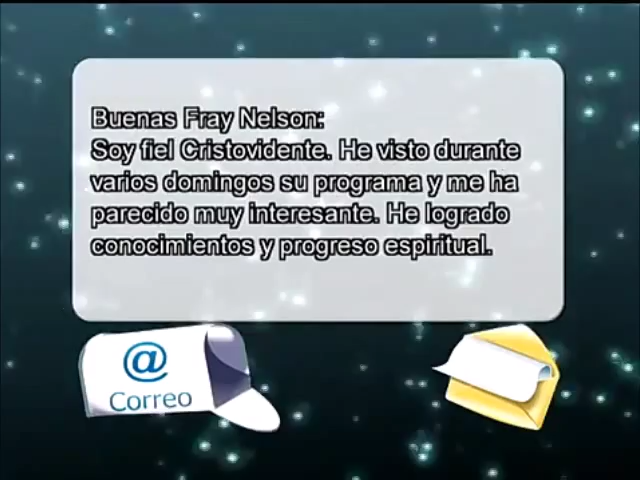 Buenas Fray Nelson:
Soy fiel Cristovidente. He visto durante
varios domingos su programa y me ha
parecido muy interesante. He logrado
conocimientos y progreso espiritual.
@
Correo